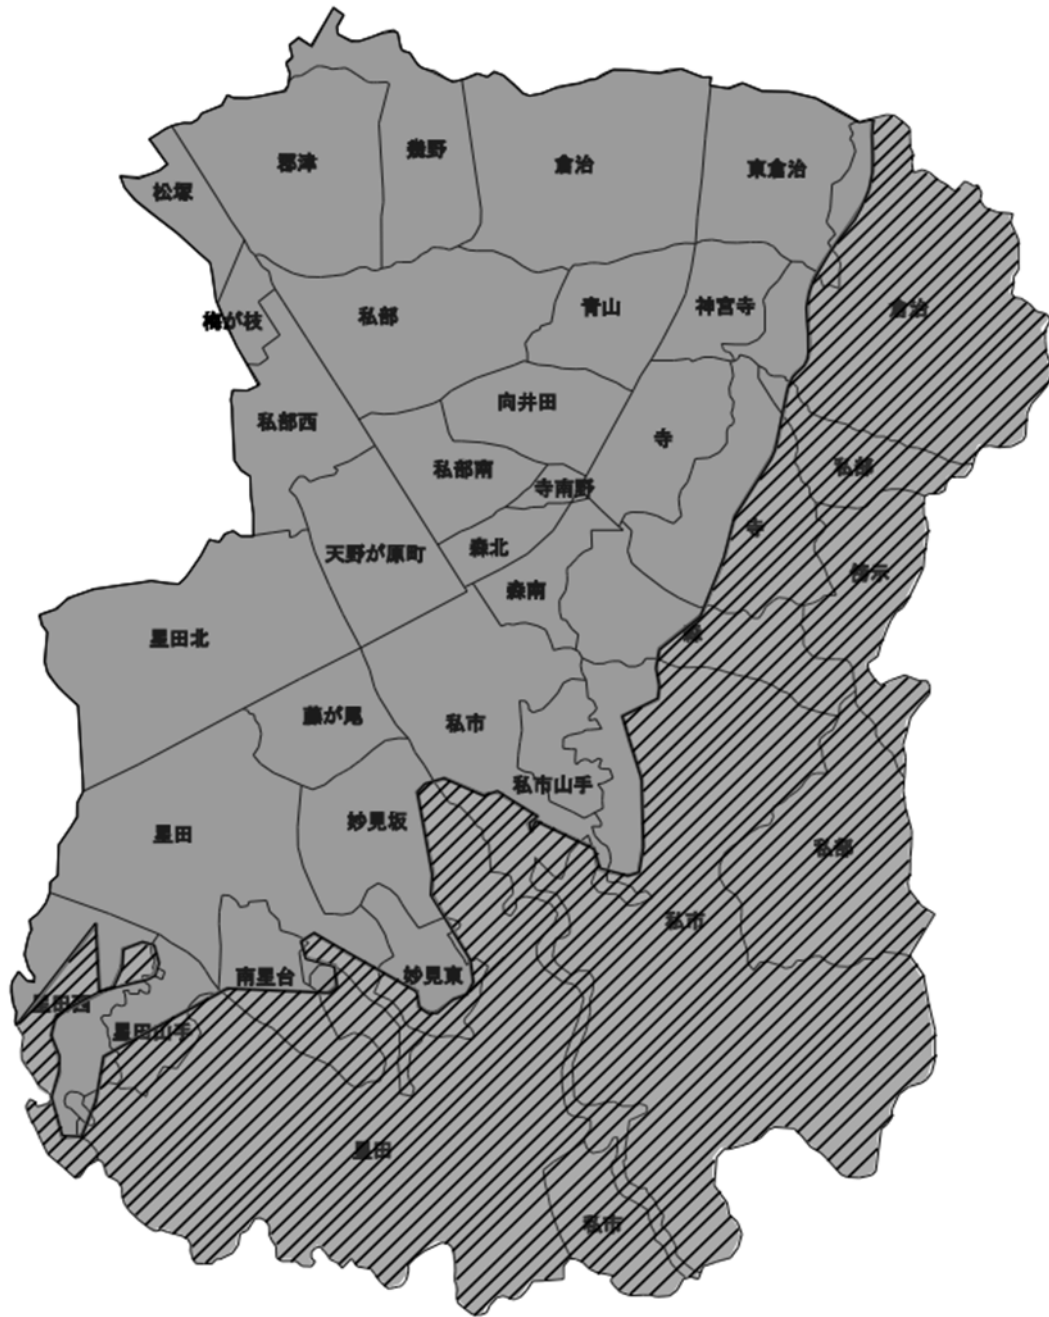 郡津
幾野
倉治
東倉治
松塚
梅が枝
私部
青山
神宮寺
倉治
私部西
向井田
寺
私部南
寺南野
私部
寺
天野が原町
森北
森南
傍示
星田北
森
藤が尾
私市
私市山手
星田
妙見坂
私部
私市
南星台
妙見東
星田西
星田山手
星田
私市